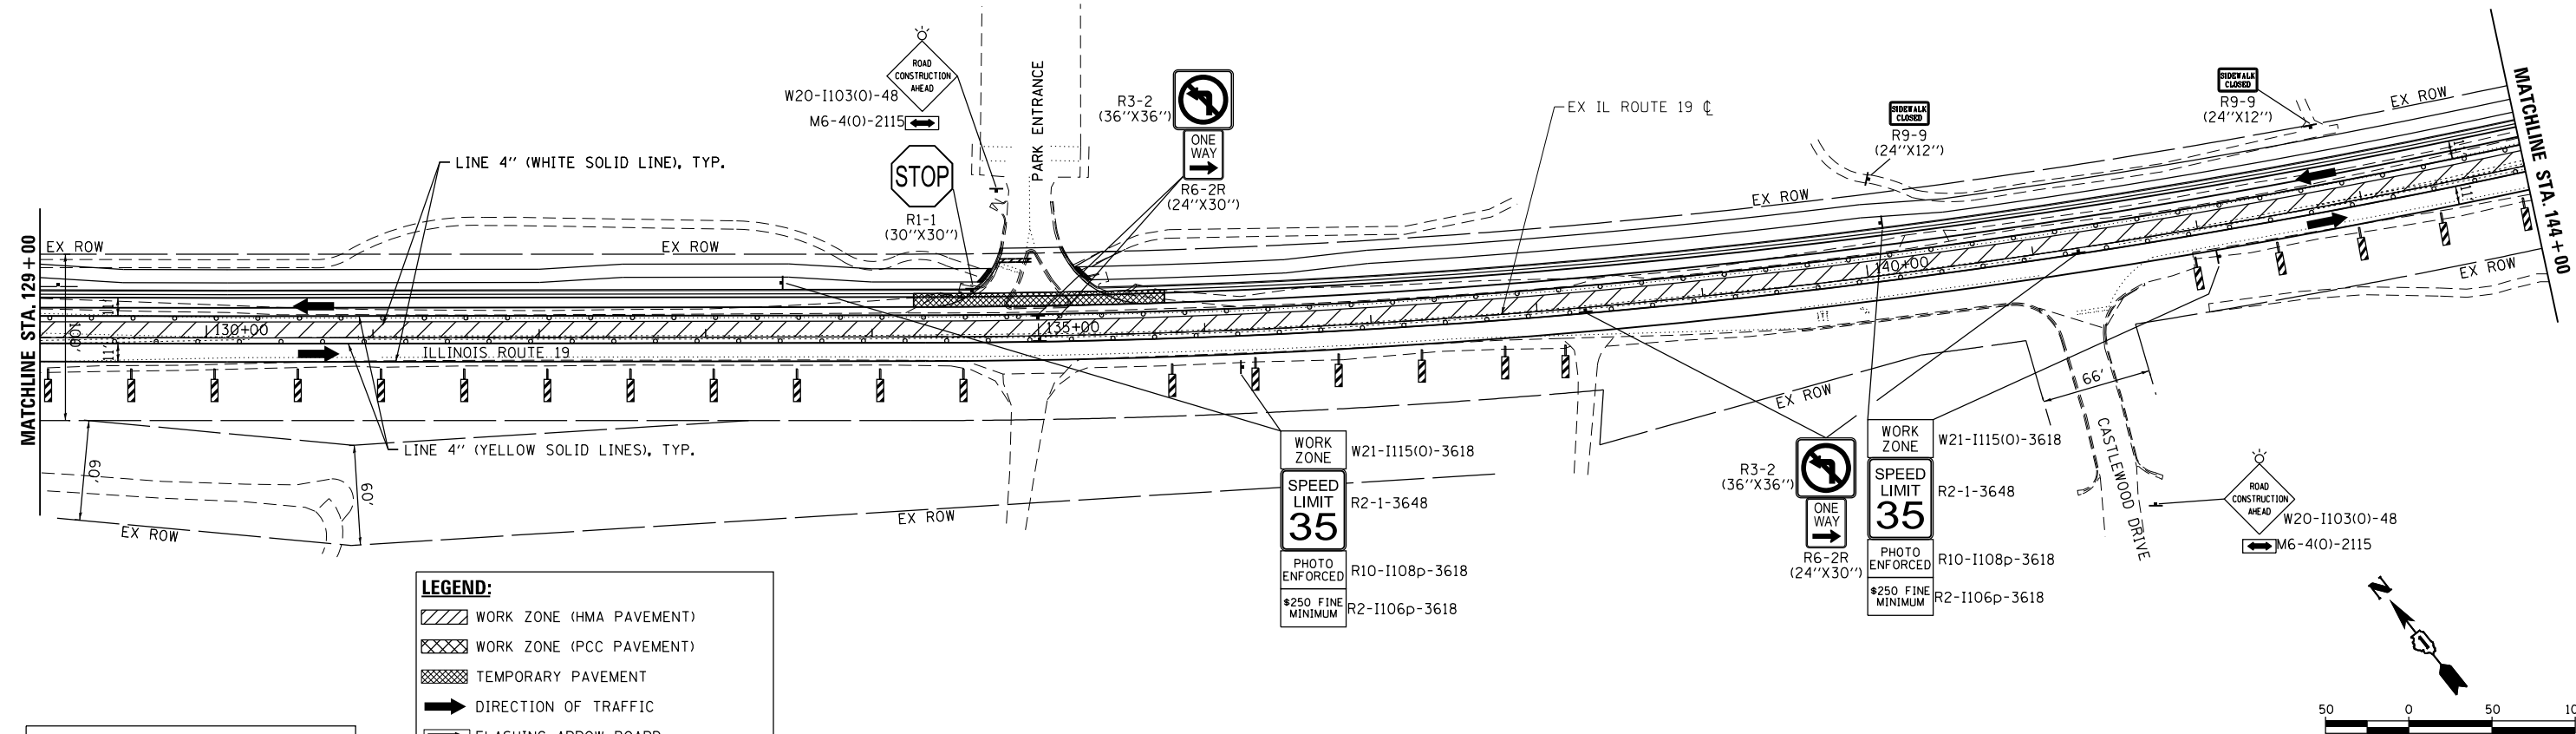 ROAD
CONSTRUCTION
AHEAD
W20-I103(O)-48
M6-4(O)-2115
STOP
R1-1
(30"X30")
PARK ENTRANCE
R3-2
(36"X36")
ONE
WAY
R6-2R
(24"X30")
EX IL ROUTE 19 ℄
SIDEWALK
CLOSED
R9-9
(24"X12")
SIDEWALK
CLOSED
R9-9
(24"X12")
EX ROW
MATCHLINE STA. 144+00
LINE 4" (WHITE SOLID LINE), TYP.
MATCHLINE STA. 129+00
EX ROW
EX ROW
EX ROW
EX ROW
11'
11'
100'
11'
130+00
135+00
140+00
ILLINOIS ROUTE 19
LINE 4" (YELLOW SOLID LINES), TYP.
60'
60'
EX ROW
EX ROW
EX ROW
66'
CASTLEWOOD DRIVE
WORK
ZONE
W21-I115(O)-3618
SPEED
LIMIT
35
R2-1-3648
PHOTO
ENFORCED
R10-I108p-3618
$250 FINE
MINIMUM
R2-I106p-3618
R3-2
(36"X36")
ONE
WAY
R6-2R
(24"X30")
WORK
ZONE
W21-I115(O)-3618
SPEED
LIMIT
35
R2-1-3648
PHOTO
ENFORCED
R10-I108p-3618
$250 FINE
MINIMUM
R2-I106p-3618
ROAD
CONSTRUCTION
AHEAD
W20-I103(O)-48
M6-4(O)-2115
N
LEGEND:
WORK ZONE (HMA PAVEMENT)
WORK ZONE (PCC PAVEMENT)
TEMPORARY PAVEMENT
DIRECTION OF TRAFFIC
FLASHING ARROW BOARD
50 0 50